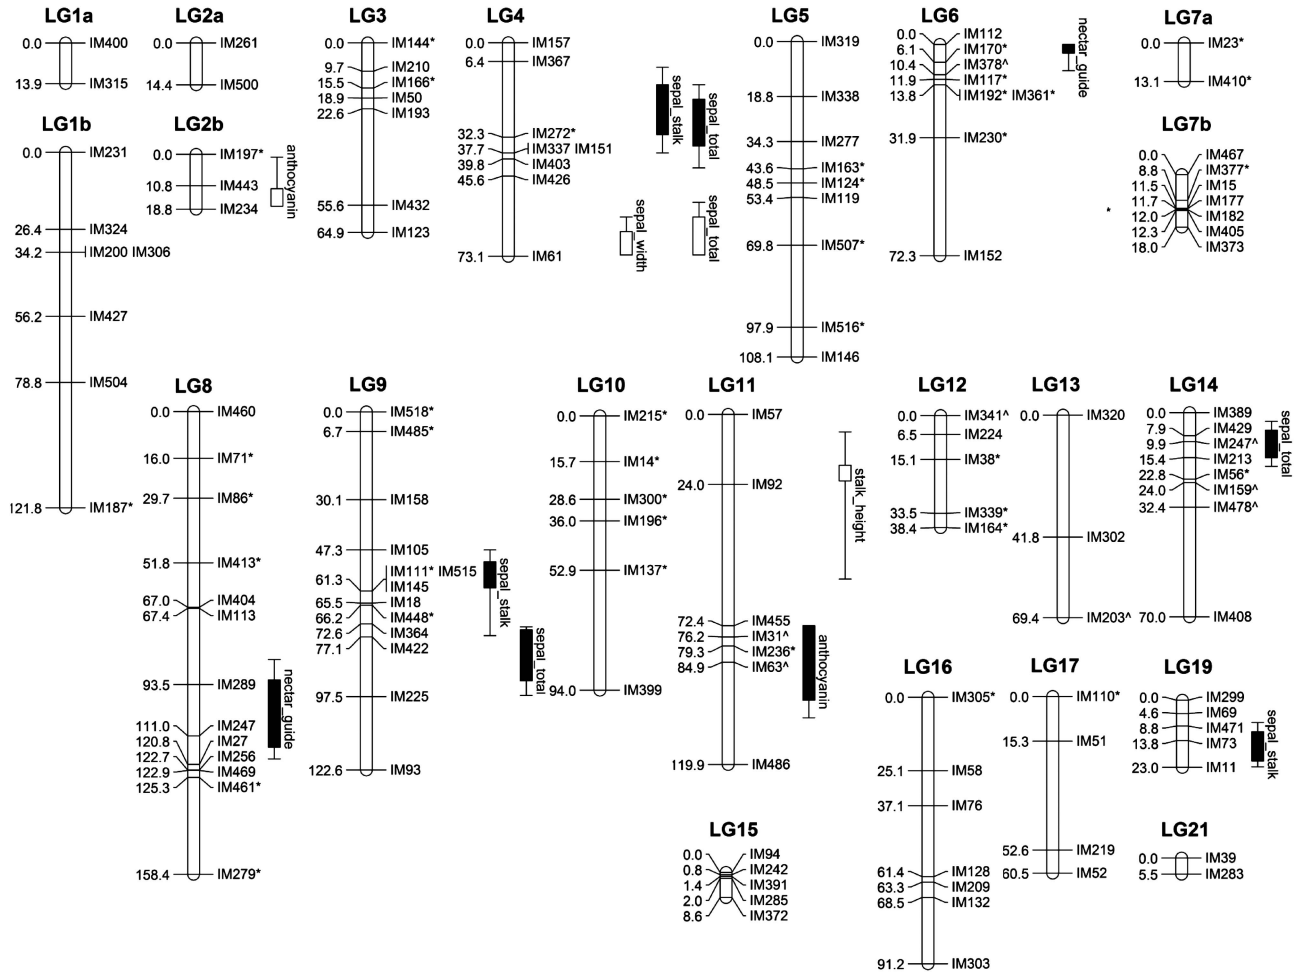 LG1a
0.0 IM400
13.9 IM315
LG1b
0.0 IM231
26.4 IM324
34.2 IM200 IM306
56.2 IM427
78.8 IM504
121.8 IM187*
LG2a
0.0 IM261
14.4 IM500
LG2b
0.0 IM197*
10.8 IM443
18.8 IM234
anthocyanin
LG3
0.0 IM144*
9.7 IM210
15.5 IM166*
18.9 IM50
22.6 IM193
55.6 IM432
64.9 IM123
LG4
0.0 IM157
6.4 IM367
32.3 IM272*
37.7 IM337 IM151
39.8 IM403
45.6 IM426
73.1 IM61
sepal_stalk
sepal_total
sepal_width
sepal_total
LG5
0.0 IM319
18.8 IM338
34.3 IM277
43.6 IM163*
48.5 IM124*
53.4 IM119
69.8 IM507*
97.9 IM516*
108.1 IM146
LG6
0.0 IM112
6.1 IM170*
10.4 IM378^
11.9 IM117*
13.8 IM192* IM361*
31.9 IM230*
72.3 IM152
nectar_guide
LG7a
0.0 IM23*
13.1 IM410*
LG7b
0.0 IM467
8.8 IM377*
11.5 IM15
11.7 IM177
* 12.0 IM182
12.3 IM405
18.0 IM373
LG8
0.0 IM460
16.0 IM71*
29.7 IM86*
51.8 IM413*
67.0 IM404
67.4 IM113
93.5 IM289
111.0 IM247
120.8 IM27
122.7 IM256
122.9 IM469
125.3 IM461*
158.4 IM279*
nectar_guide
LG9
0.0 IM518*
6.7 IM485*
30.1 IM158
47.3 IM105
IM111* IM515
61.3 IM145
65.5 IM18
66.2 IM448*
72.6 IM364
77.1 IM422
97.5 IM225
122.6 IM93
sepal_stalk
sepal_total
LG10
0.0 IM215*
15.7 IM14*
28.6 IM300*
36.0 IM196*
52.9 IM137*
94.0 IM399
LG11
0.0 IM57
24.0 IM92
72.4 IM455
76.2 IM31^
79.3 IM236*
84.9 IM63^
119.9 IM486
stalk_height
anthocyanin
LG12
0.0 IM341^
6.5 IM224
15.1 IM38*
33.5 IM339*
38.4 IM164*
LG13
0.0 IM320
41.8 IM302
69.4 IM203^
LG14
0.0 IM389
7.9 IM429
9.9 IM247^
15.4 IM213
22.8 IM56*
24.0 IM159^
32.4 IM478^
70.0 IM408
sepal_total
LG15
0.0 IM94
0.8 IM242
1.4 IM391
2.0 IM285
8.6 IM372
LG16
0.0 IM305*
25.1 IM58
37.1 IM76
61.4 IM128
63.3 IM209
68.5 IM132
91.2 IM303
LG17
0.0 IM110*
15.3 IM51
52.6 IM219
60.5 IM52
LG19
0.0 IM299
4.6 IM69
8.8 IM471
13.8 IM73
23.0 IM11
sepal_stalk
LG21
0.0 IM39
5.5 IM283